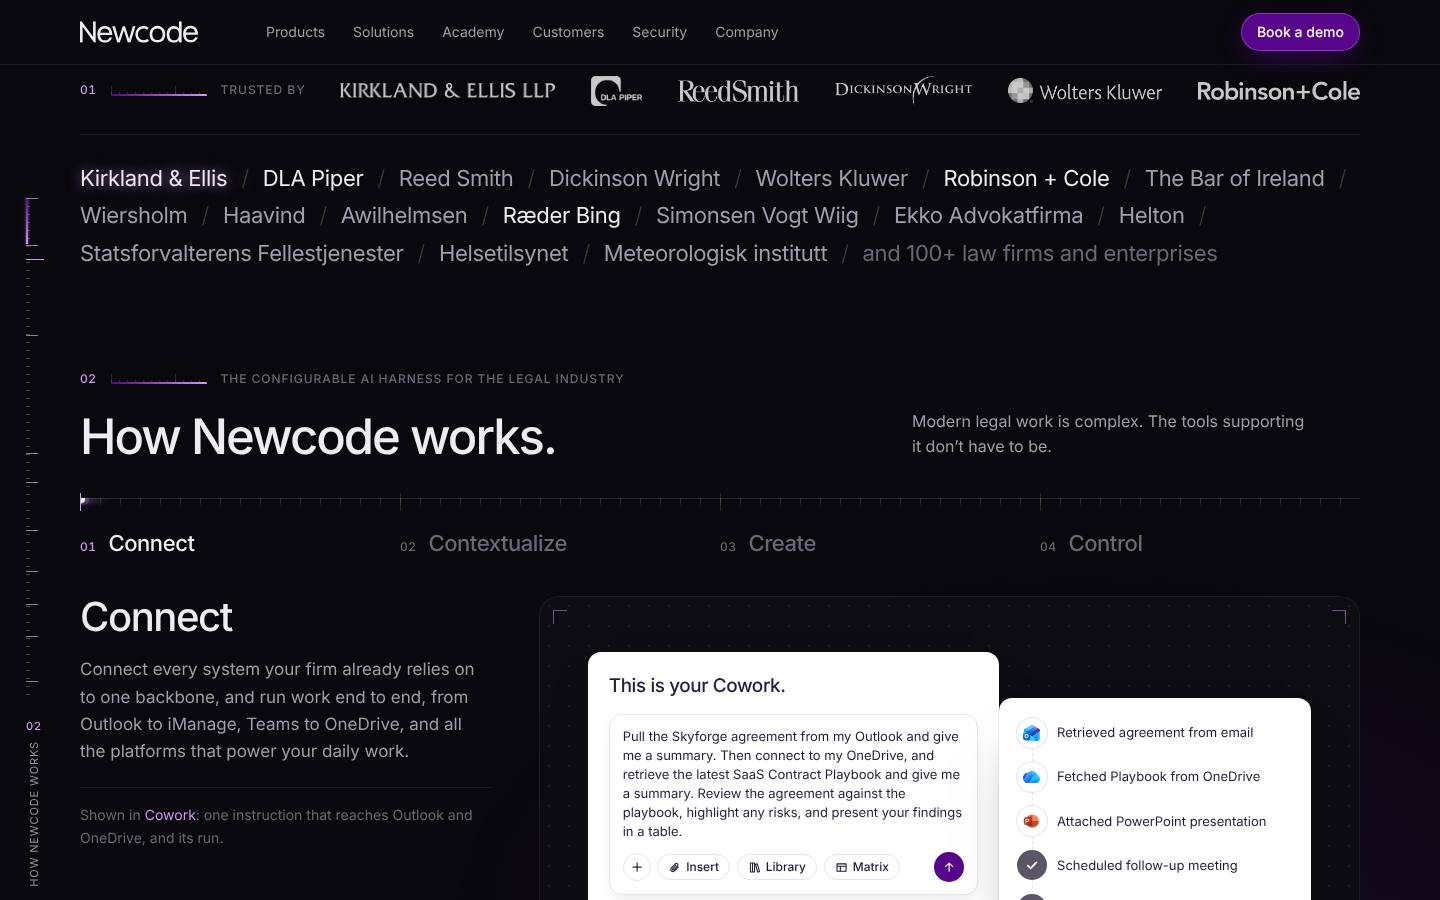 Newcode
Products Solutions Academy Customers Security Company
Book a demo
01 TRUSTED BY KIRKLAND & ELLIS LLP DLA PIPER ReedSmith DICKINSON WRIGHT Wolters Kluwer Robinson+Cole
Kirkland & Ellis / DLA Piper / Reed Smith / Dickinson Wright / Wolters Kluwer / Robinson + Cole / The Bar of Ireland /
Wiersholm / Haavind / Awilhelmsen / Ræder Bing / Simonsen Vogt Wiig / Ekko Advokatfirma / Helton /
Statsforvalterens Fellestjenester / Helsetilsynet / Meteorologisk institutt / and 100+ law firms and enterprises
02 THE CONFIGURABLE AI HARNESS FOR THE LEGAL INDUSTRY
How Newcode works.
Modern legal work is complex. The tools supporting
it don’t have to be.
01 Connect
02 Contextualize
03 Create
04 Control
Connect
Connect every system your firm already relies on
to one backbone, and run work end to end, from
Outlook to iManage, Teams to OneDrive, and all
the platforms that power your daily work.
Shown in Cowork: one instruction that reaches Outlook and
OneDrive, and its run.
This is your Cowork.
Pull the Skyforge agreement from my Outlook and give
me a summary. Then connect to my OneDrive, and
retrieve the latest SaaS Contract Playbook and give me
a summary. Review the agreement against the
playbook, highlight any risks, and present your findings
in a table.
Insert Library Matrix
Retrieved agreement from email
Fetched Playbook from OneDrive
Attached PowerPoint presentation
Scheduled follow-up meeting
02
HOW NEWCODE WORKS